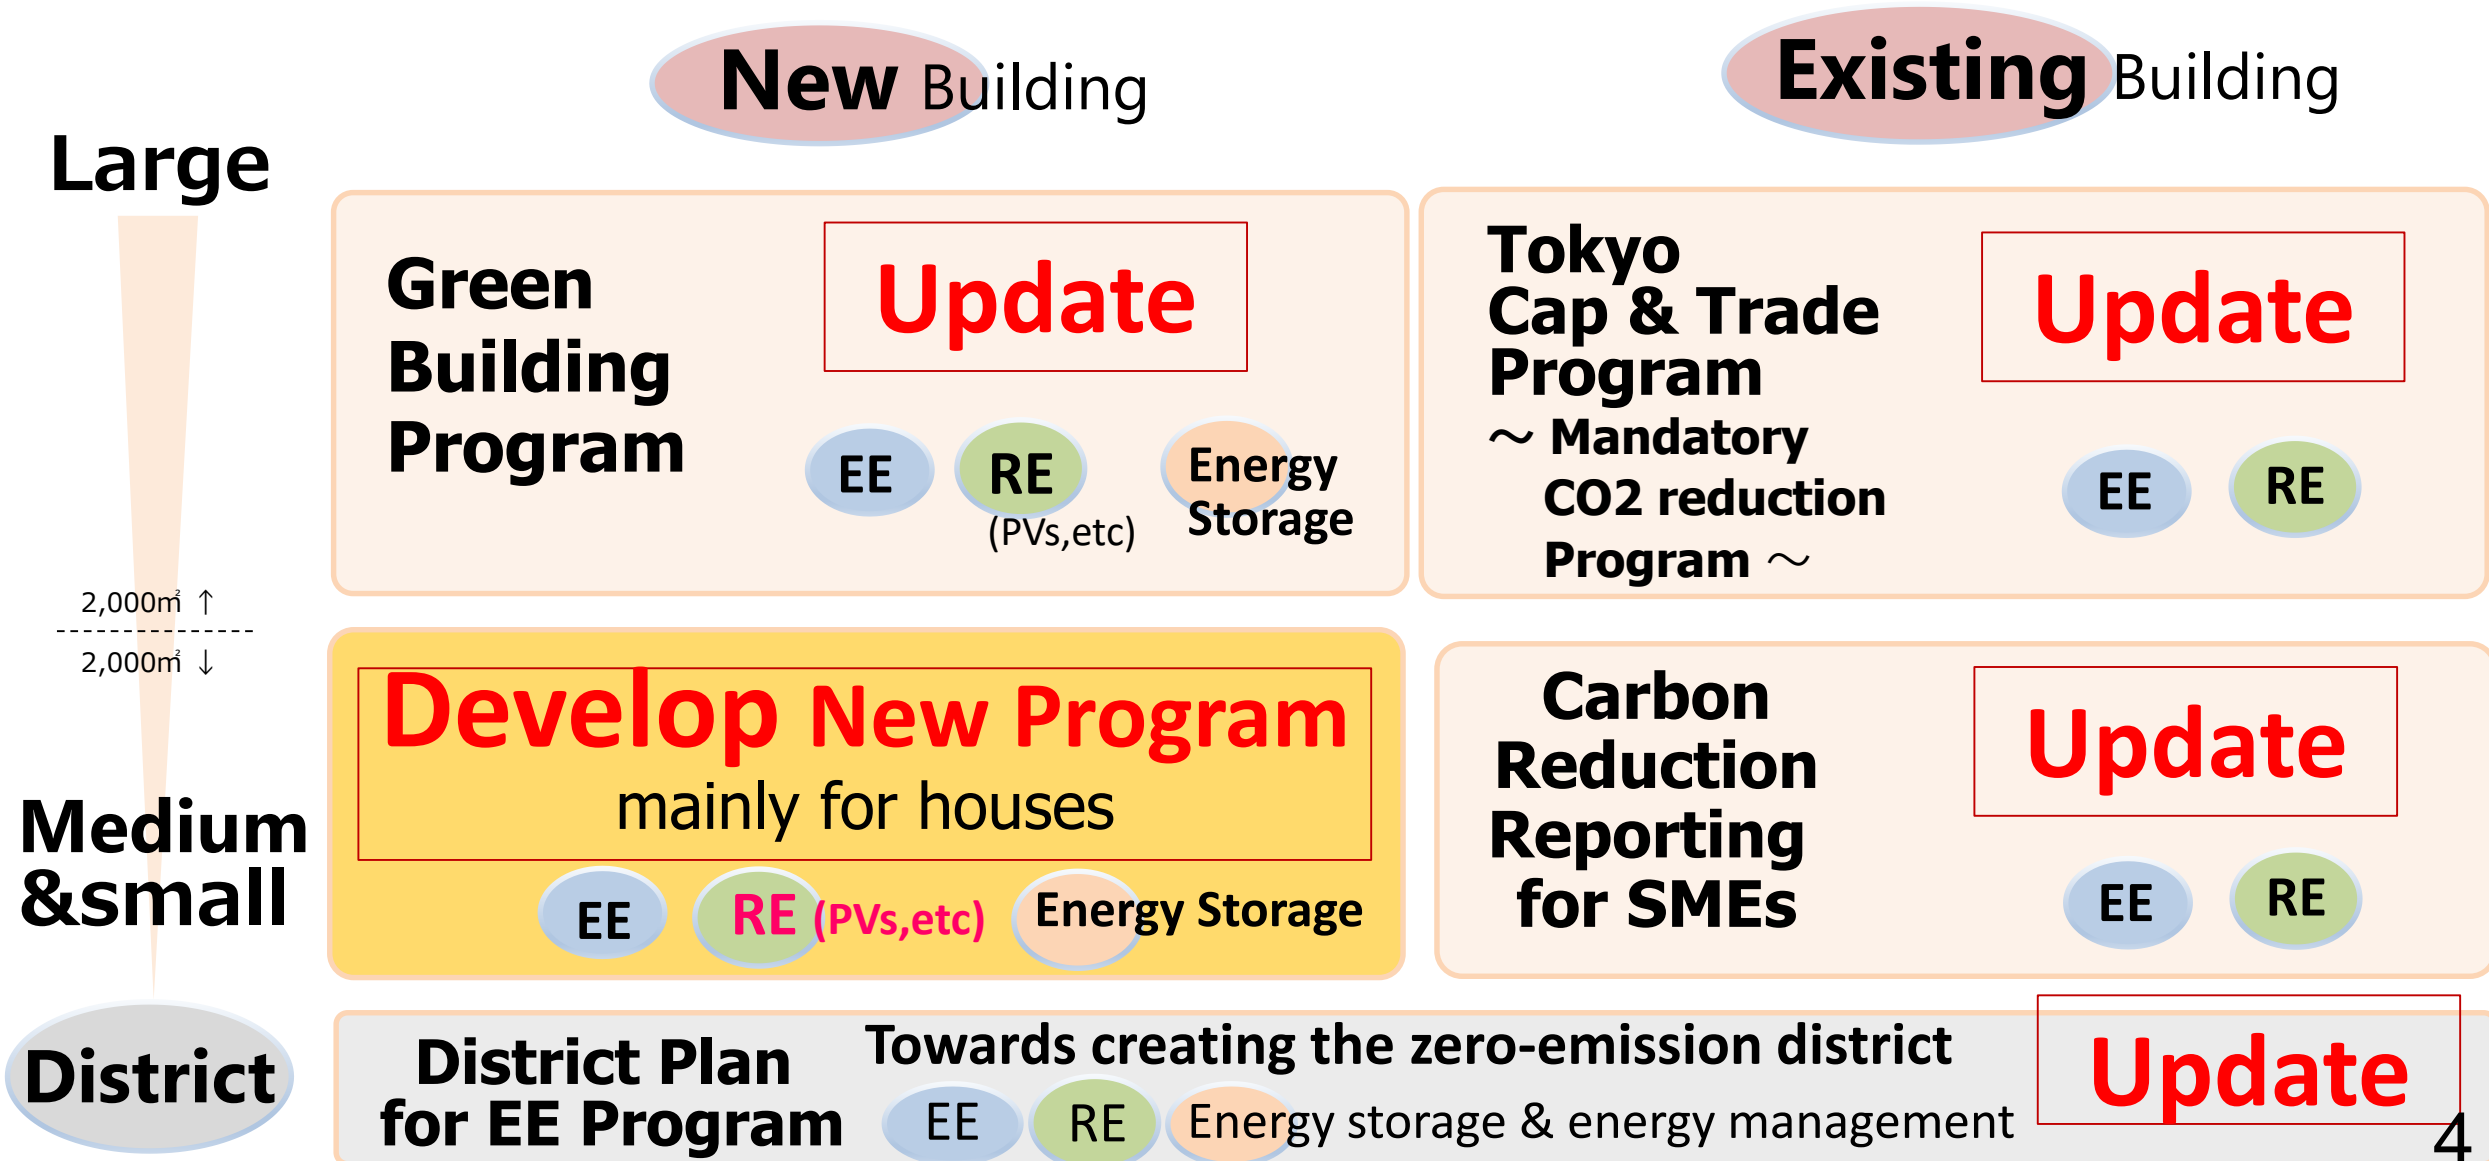 New Building
Existing Building
Large
Green
Building
Program
Update
EE
RE
(PVs,etc)
Energy
Storage
Tokyo
Cap & Trade
Program
～ Mandatory
CO2 reduction
Program ～
Update
EE
RE
2,000㎡ ↑
2,000㎡ ↓
Medium
&small
Develop New Program
mainly for houses
EE
RE (PVs,etc)
Energy Storage
Carbon
Reduction
Reporting
for SMEs
Update
EE
RE
District
District Plan
for EE Program
Towards creating the zero-emission district
EE
RE
Energy storage & energy management
Update
4